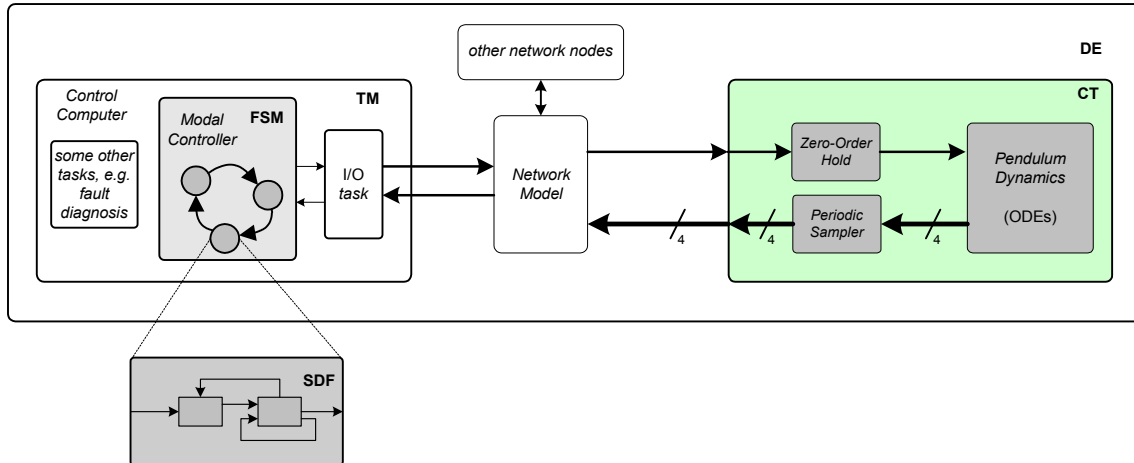 other network nodes
DE
Control
Computer
TM
Modal
Controller
FSM
some other
tasks, e.g.
fault
diagnosis
I/O
task
Network
Model
CT
Zero-Order
Hold
Pendulum
Dynamics
(ODEs)
Periodic
Sampler
4
4
4
SDF